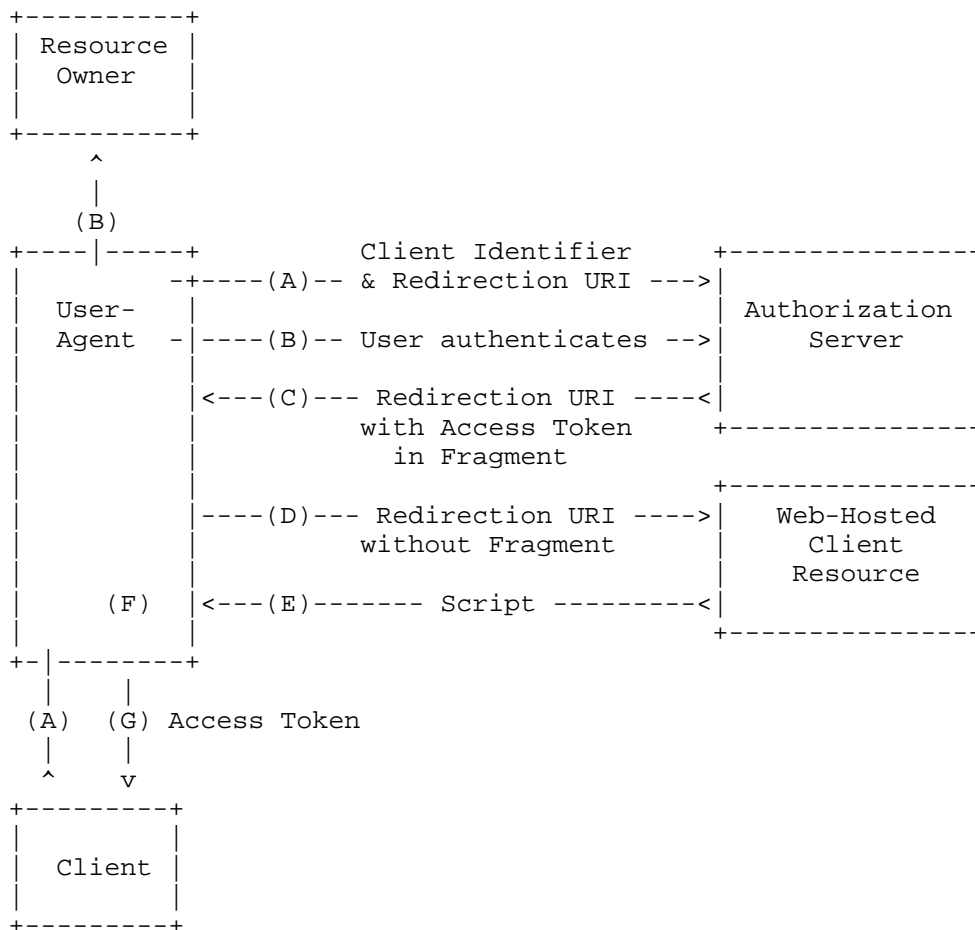 +----------+
| Resource |
|  Owner   |
|          |
+----------+
     ^
     |
    (B)
+----|-----+          Client Identifier     +----------------
|         -+----(A)-- & Redirection URI --->|
|  User-   |                                | Authorization
|  Agent  -|----(B)-- User authenticates -->|     Server
|          |                                |
|          |<---(C)--- Redirection URI ----<|
|          |          with Access Token     +----------------
|          |            in Fragment
|          |                                +----------------
|          |----(D)--- Redirection URI ---->|   Web-Hosted
|          |          without Fragment      |     Client
|          |                                |    Resource
|     (F)  |<---(E)------- Script ---------<|
|          |                                +----------------
+-|--------+
  |    |
 (A)  (G) Access Token
  |    |
  ^    v
+---------+
|         |
|  Client |
|         |
+---------+